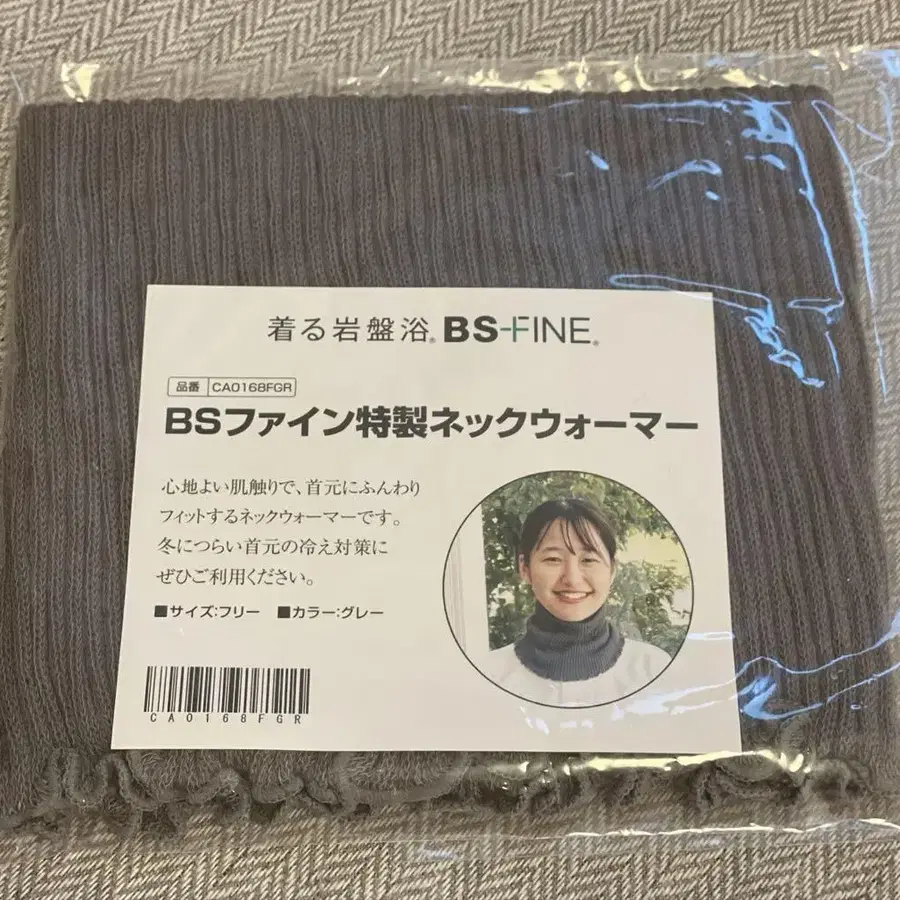 着る岩盤浴® BS-FINE®
品番 CA0168FGR
BSファイン特製ネックウォーマー
心地よい肌触りで、首元にふんわり
フィットするネックウォーマーです。
冬につらい首元の冷え対策に
ぜひご利用ください。
■サイズ:フリー ■カラー:グレー
CA0168FGR